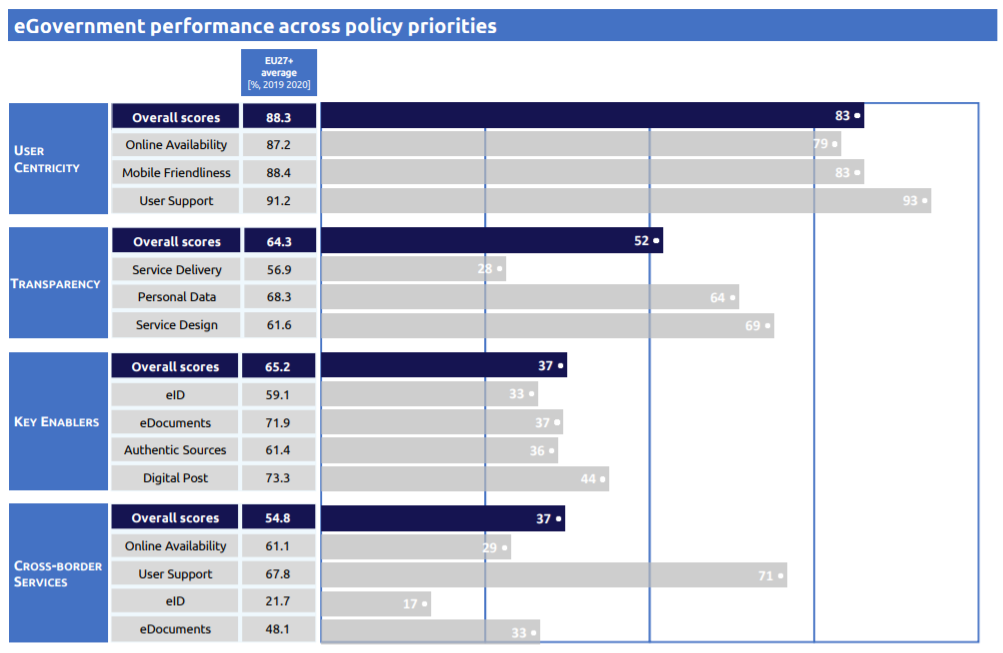 eGovernment performance across policy priorities
EU27+
average
[%, 2019 2020]
USER
CENTRICITY
Overall scores 88.3 83
Online Availability 87.2 79
Mobile Friendliness 88.4 83
User Support 91.2 93
TRANSPARENCY
Overall scores 64.3 52
Service Delivery 56.9 28
Personal Data 68.3 64
Service Design 61.6 69
KEY ENABLERS
Overall scores 65.2 37
eID 59.1 33
eDocuments 71.9 37
Authentic Sources 61.4 36
Digital Post 73.3 44
CROSS-BORDER
SERVICES
Overall scores 54.8 37
Online Availability 61.1 29
User Support 67.8 71
eID 21.7 17
eDocuments 48.1 33